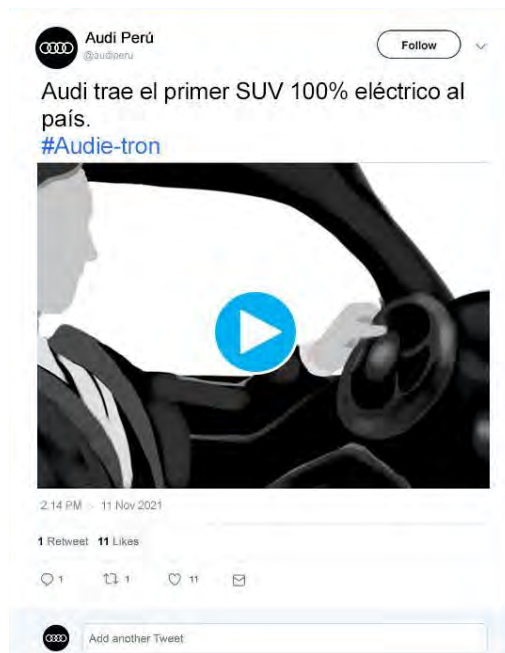 Audi Perú
@audiperu
Follow
Audi trae el primer SUV 100% eléctrico al
país.
#Audie-tron
2.14 PM · 11 Nov 2021
1 Retweet 11 Likes
1 1 11
Add another Tweet